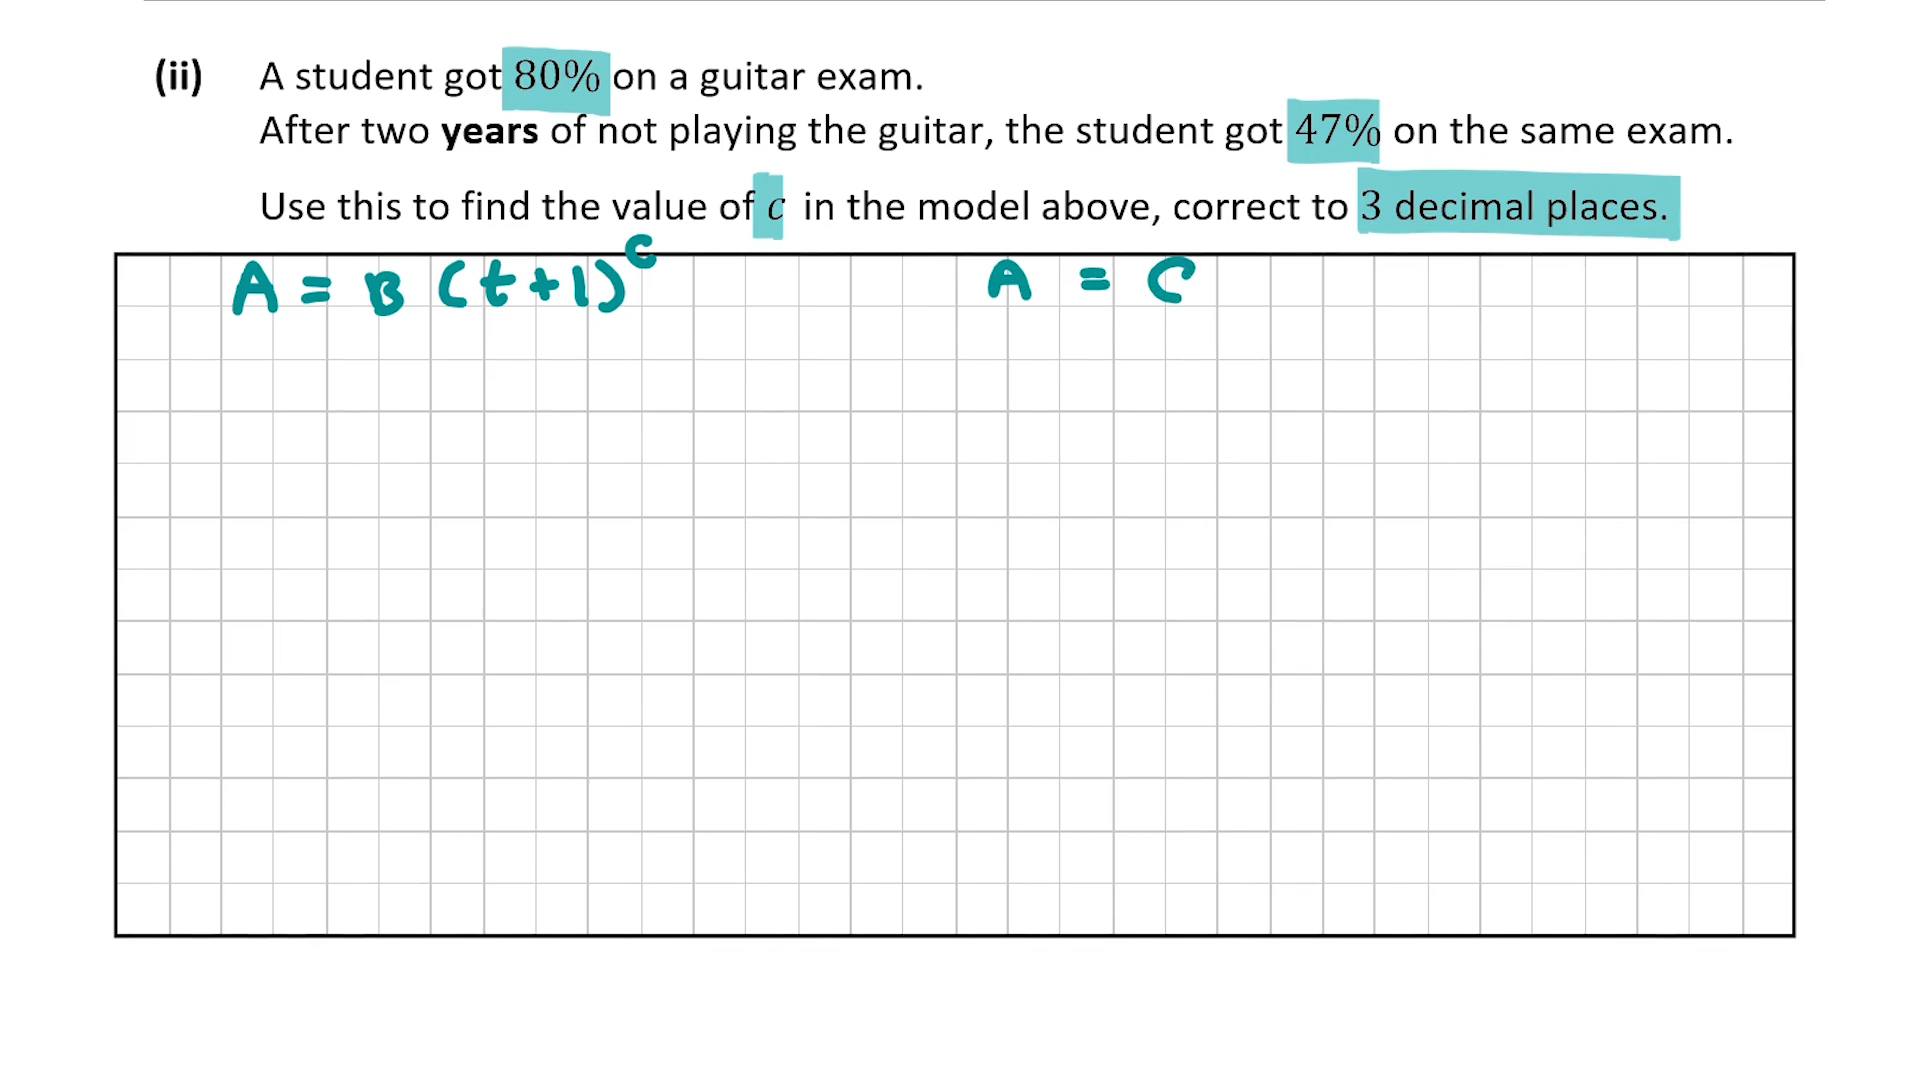 (ii) A student got 80% on a guitar exam.
After two years of not playing the guitar, the student got 47% on the same exam.
Use this to find the value of c in the model above, correct to 3 decimal places.
A = B (t+1)^c
A = C